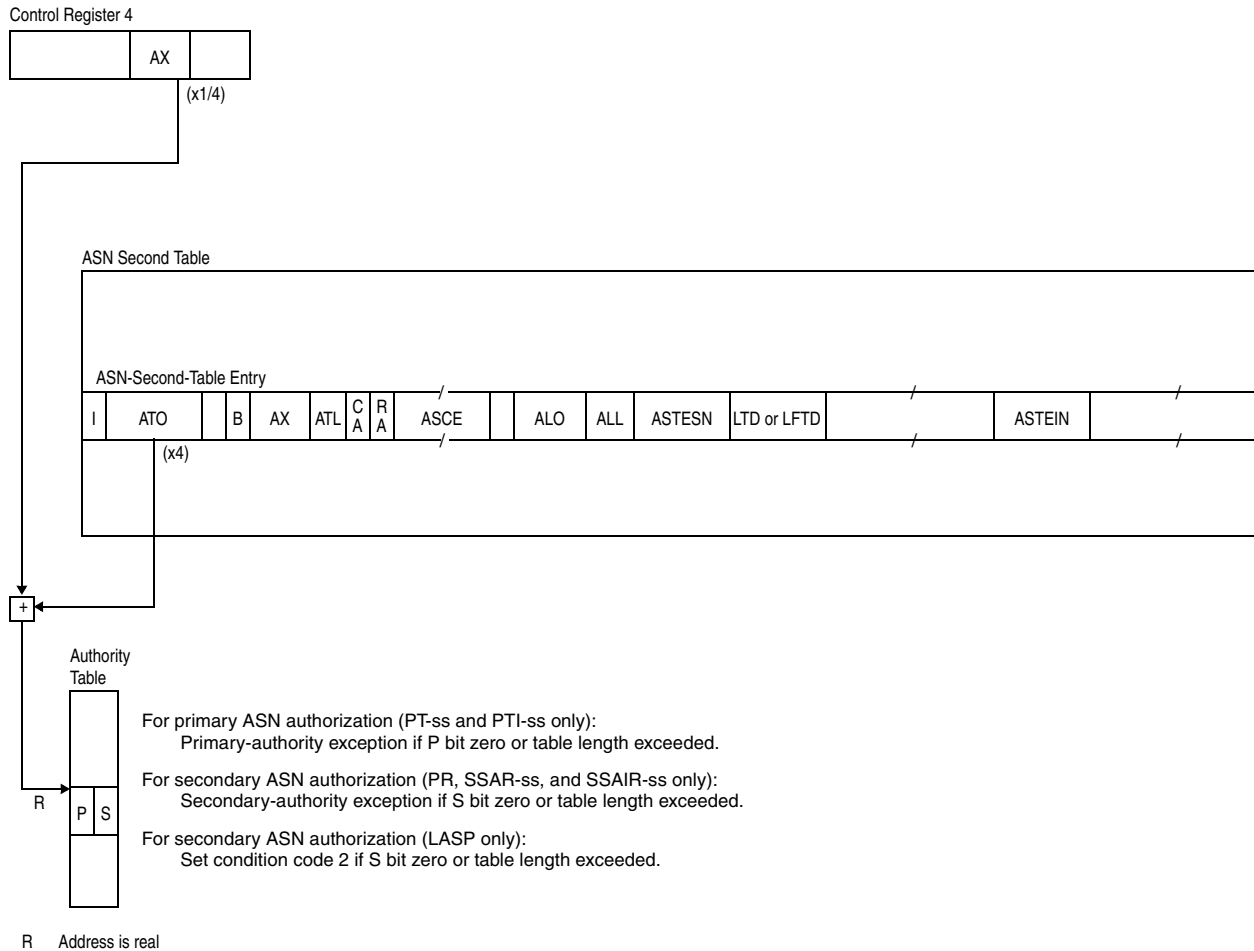 Control Register 4
AX
(x1/4)
ASN Second Table
ASN-Second-Table Entry
I ATO B AX ATL CA RA ASCE ALO ALL ASTESN LTD or LFTD ASTEIN
(x4)
+
Authority
Table
For primary ASN authorization (PT-ss and PTI-ss only):
Primary-authority exception if P bit zero or table length exceeded.
For secondary ASN authorization (PR, SSAR-ss, and SSAIR-ss only):
Secondary-authority exception if S bit zero or table length exceeded.
R
P S
For secondary ASN authorization (LASP only):
Set condition code 2 if S bit zero or table length exceeded.
R Address is real